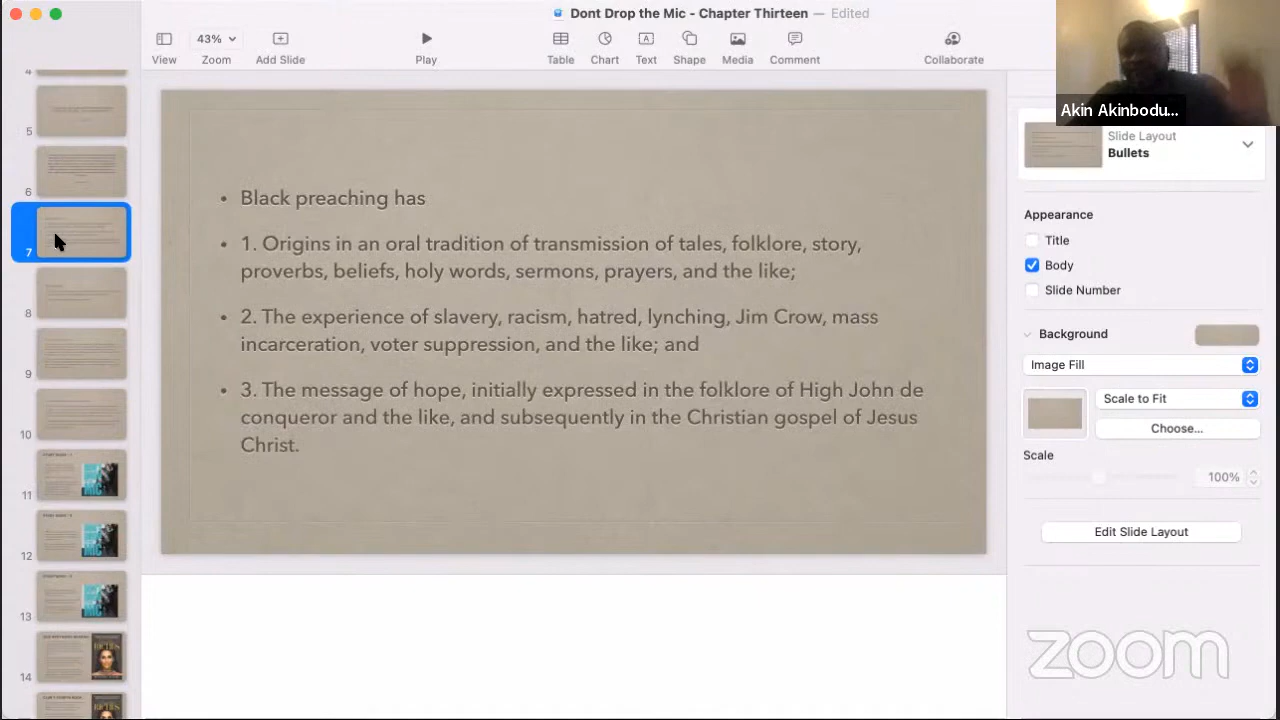 Dont Drop the Mic - Chapter Thirteen — Edited
43%
View
Zoom
Add Slide
Play
Table
Chart
Text
Shape
Media
Comment
Collaborate
Akin Akinbodu...
4
5
6
7
8
9
10
11
12
13
14
• Black preaching has
• 1. Origins in an oral tradition of transmission of tales, folklore, story,
proverbs, beliefs, holy words, sermons, prayers, and the like;
• 2. The experience of slavery, racism, hatred, lynching, Jim Crow, mass
incarceration, voter suppression, and the like; and
• 3. The message of hope, initially expressed in the folklore of High John de
conqueror and the like, and subsequently in the Christian gospel of Jesus
Christ.
Slide Layout
Bullets
Appearance
Title
Body
Slide Number
Background
Image Fill
Scale to Fit
Choose...
Scale
100%
Edit Slide Layout
zoom